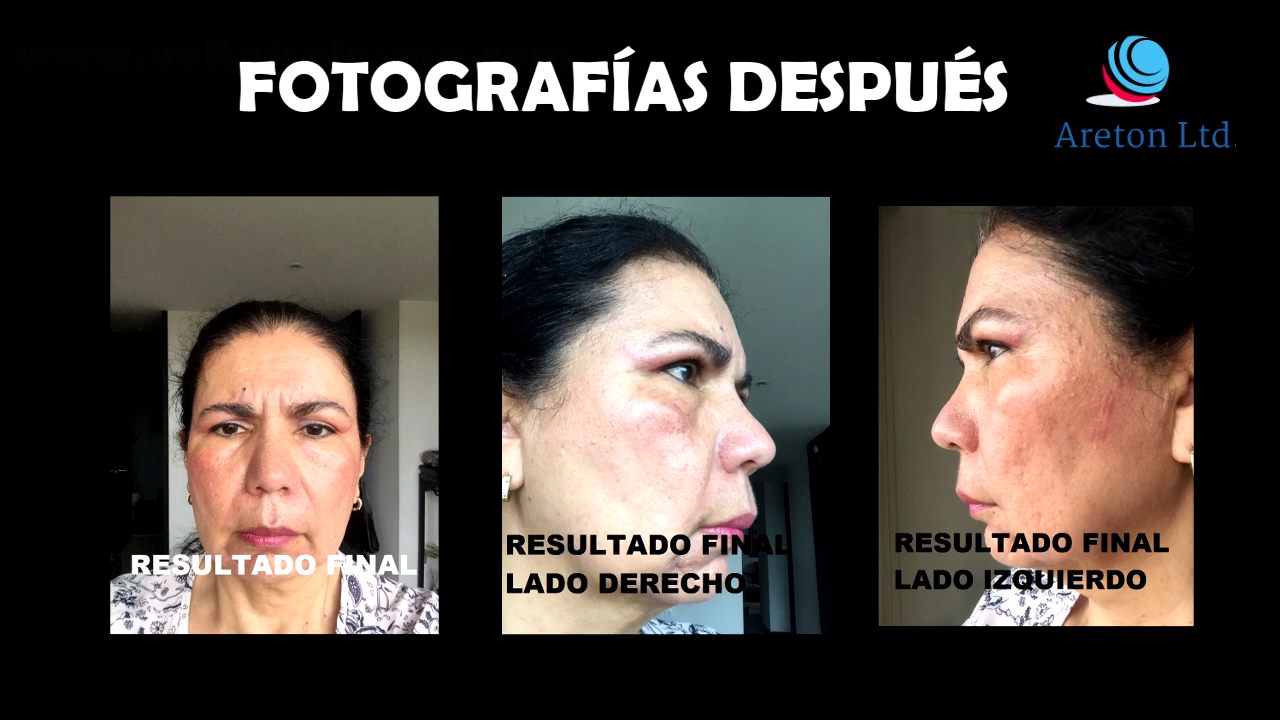 FOTOGRAFÍAS DESPUÉS
Areton Ltd.
RESULTADO FINAL
RESULTADO FINAL
LADO DERECHO
RESULTADO FINAL
LADO IZQUIERDO